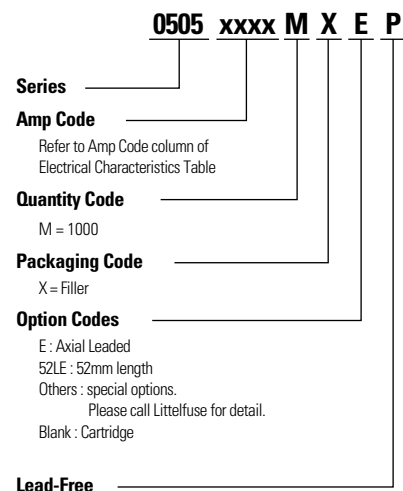 0505 xxxx M X E P
Series
Amp Code
Refer to Amp Code column of
Electrical Characteristics Table
Quantity Code
M = 1000
Packaging Code
X = Filler
Option Codes
E : Axial Leaded
52LE : 52mm length
Others : special options.
Please call Littelfuse for detail.
Blank : Cartridge
Lead-Free